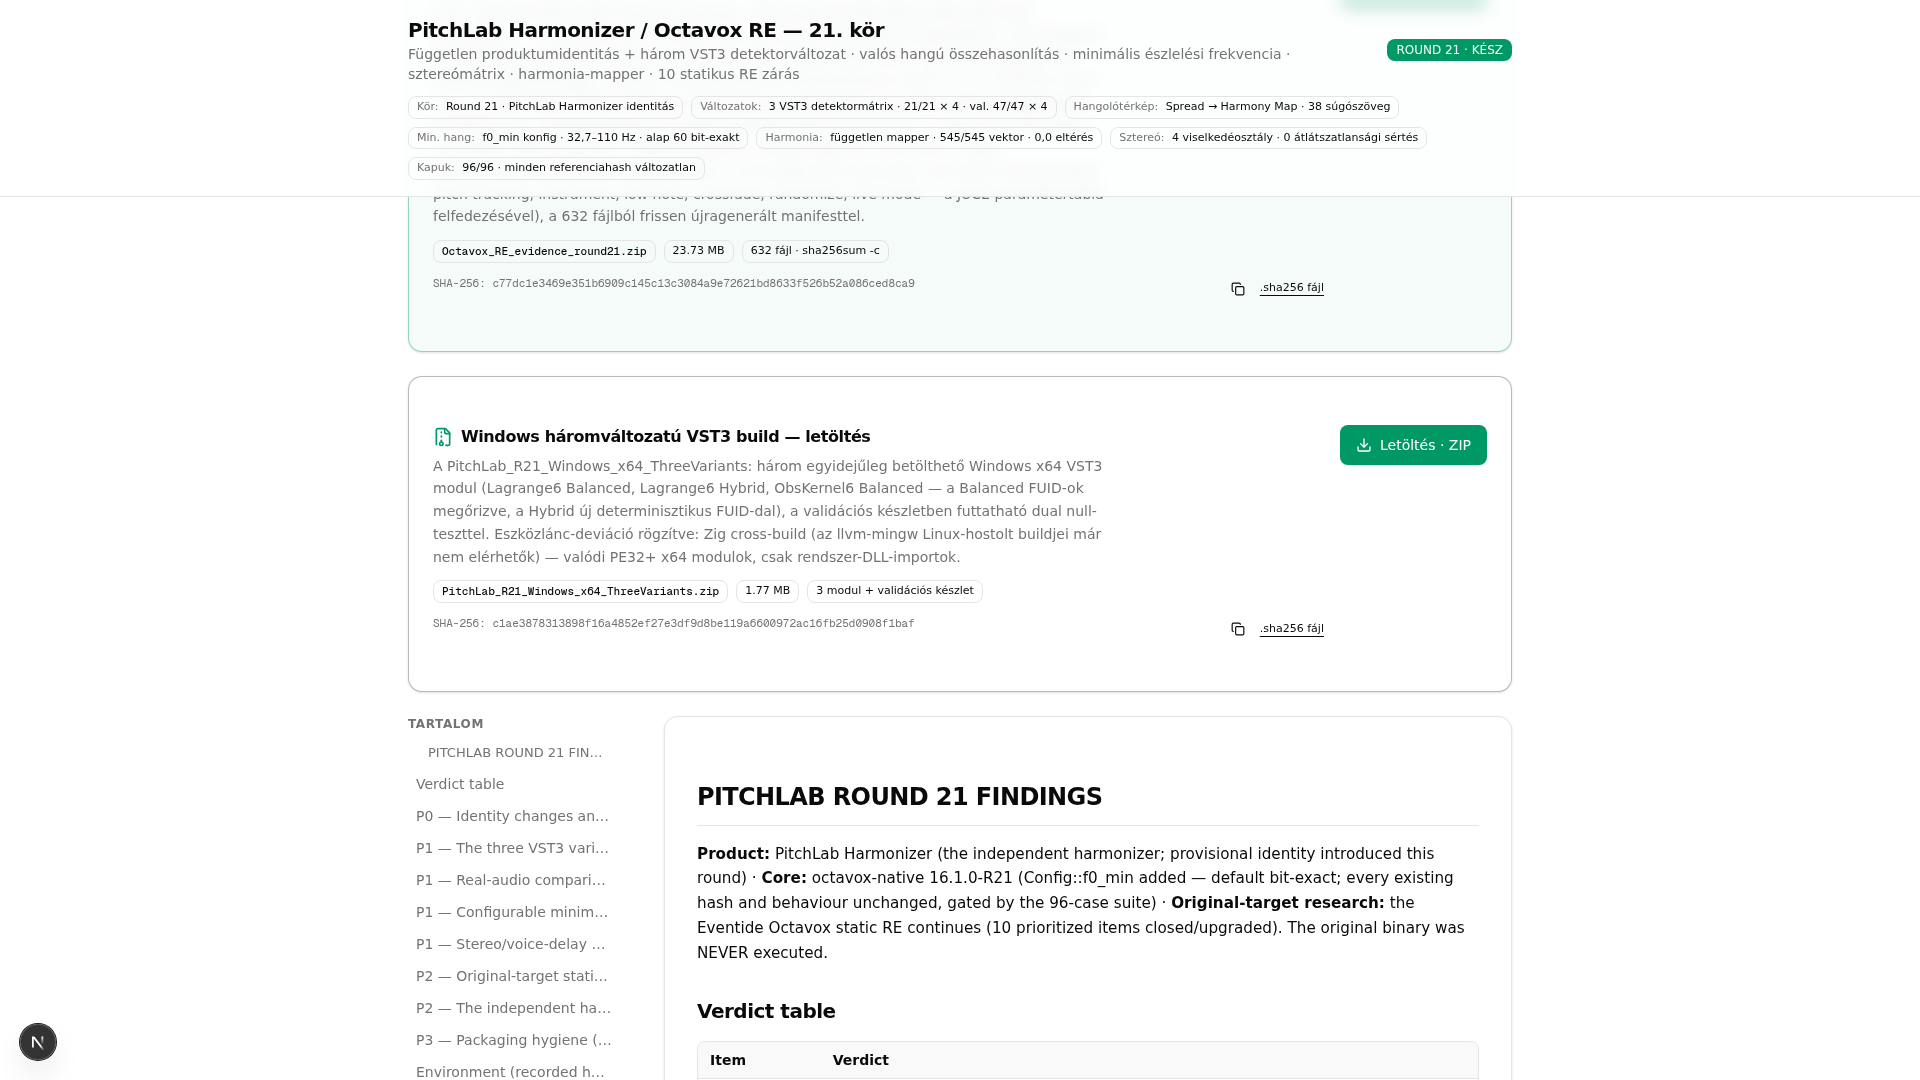 PitchLab Harmonizer / Octavox RE — 21. kör
Független produktumidentitás + három VST3 detektorváltozat · valós hangú összehasonlítás · minimális észlelési frekvencia ·
sztereómátrix · harmonia-mapper · 10 statikus RE zárás
ROUND 21 · KÉSZ
Kör: Round 21 · PitchLab Harmonizer identitás
Változatok: 3 VST3 detektormátrix · 21/21 × 4 · val. 47/47 × 4
Hangolótérkép: Spread → Harmony Map · 38 súgószöveg
Min. hang: f0_min konfig · 32,7–110 Hz · alap 60 bit-exakt
Harmonia: független mapper · 545/545 vektor · 0,0 eltérés
Sztereó: 4 viselkedéosztály · 0 átlátszatlansági sértés
Kapuk: 96/96 · minden referenciahash változatlan
pitch tracking, instrument, low note, crossfade, randomize, live mode — a JUCE paramétertábla
felfedezésével), a 632 fájlból frissen újragenerált manifesttel.
Octavox_RE_evidence_round21.zip
23.73 MB
632 fájl · sha256sum -c
SHA-256: c77dc1e3469e351b6909c145c13c3084a9e72621bd8633f526b52a086ced8ca9
.sha256 fájl
Windows háromváltozatú VST3 build — letöltés
Letöltés · ZIP
A PitchLab_R21_Windows_x64_ThreeVariants: három egyidejűleg betölthető Windows x64 VST3
modul (Lagrange6 Balanced, Lagrange6 Hybrid, ObsKernel6 Balanced — a Balanced FUID-ok
megőrizve, a Hybrid új determinisztikus FUID-dal), a validációs készletben futtatható dual null-
teszttel. Eszközlánc-deviáció rögzítve: Zig cross-build (az llvm-mingw Linux-hostolt buildjei már
nem elérhetők) — valódi PE32+ x64 modulok, csak rendszer-DLL-importok.
PitchLab_R21_Windows_x64_ThreeVariants.zip
1.77 MB
3 modul + validációs készlet
SHA-256: c1ae3878313898f16a4852ef27e3df9d8be119a6600972ac16fb25d0908f1baf
.sha256 fájl
TARTALOM
PITCHLAB ROUND 21 FIN…
Verdict table
P0 — Identity changes an…
P1 — The three VST3 vari…
P1 — Real-audio compari…
P1 — Configurable minim…
P1 — Stereo/voice-delay …
P2 — Original-target stati…
P2 — The independent ha…
P3 — Packaging hygiene (…
Environment (recorded h…
PITCHLAB ROUND 21 FINDINGS
Product: PitchLab Harmonizer (the independent harmonizer; provisional identity introduced this
round) · Core: octavox-native 16.1.0-R21 (Config::f0_min added — default bit-exact; every existing
hash and behaviour unchanged, gated by the 96-case suite) · Original-target research: the
Eventide Octavox static RE continues (10 prioritized items closed/upgraded). The original binary was
NEVER executed.
Verdict table
Item Verdict